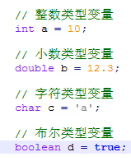 // 整数类型变量
int a = 10;
// 小数类型变量
double b = 12.3;
// 字符类型变量
char c = 'a';
// 布尔类型变量
boolean d = true;